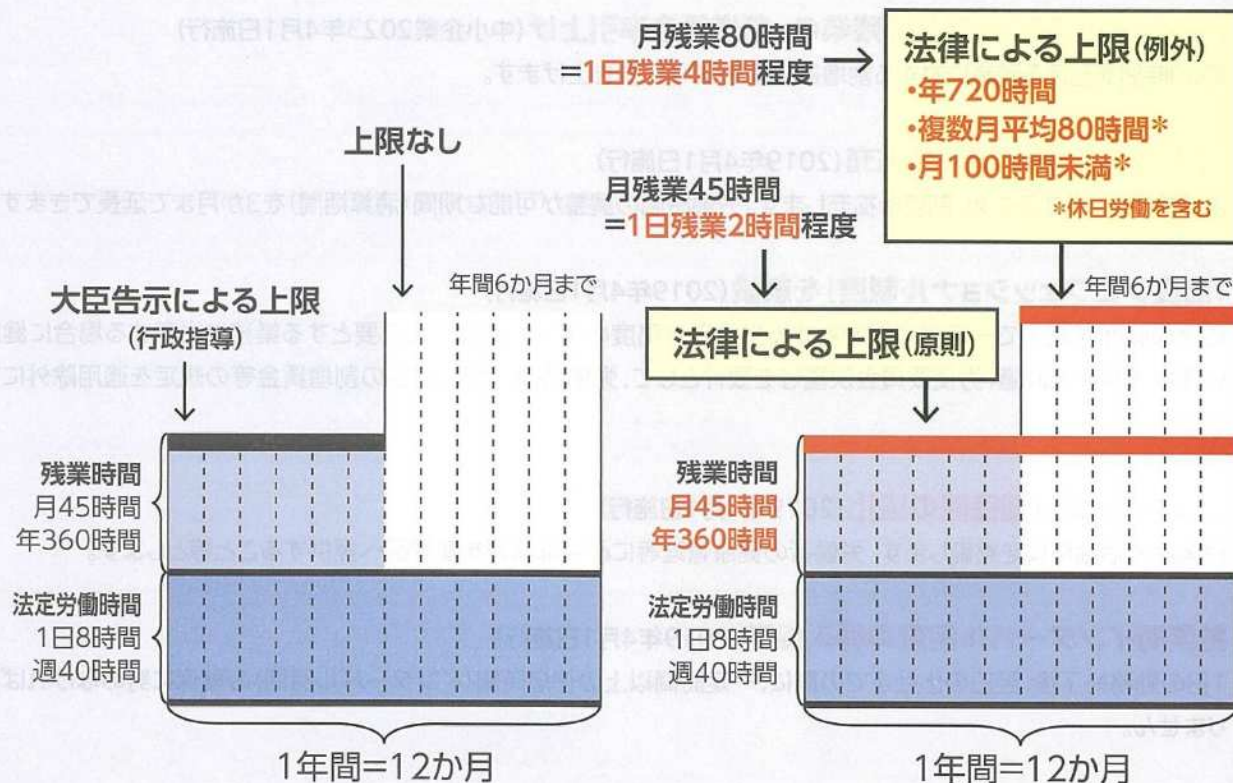 月残業80時間
=1日残業4時間程度
法律による上限(例外)
・年720時間
・複数月平均80時間*
・月100時間未満*
*休日労働を含む
上限なし
月残業45時間
=1日残業2時間程度
年間6か月まで
大臣告示による上限
(行政指導)
法律による上限(原則)
年間6か月まで
残業時間
月45時間
年360時間
法定労働時間
1日8時間
週40時間
1年間=12か月
残業時間
月45時間
年360時間
法定労働時間
1日8時間
週40時間
1年間=12か月